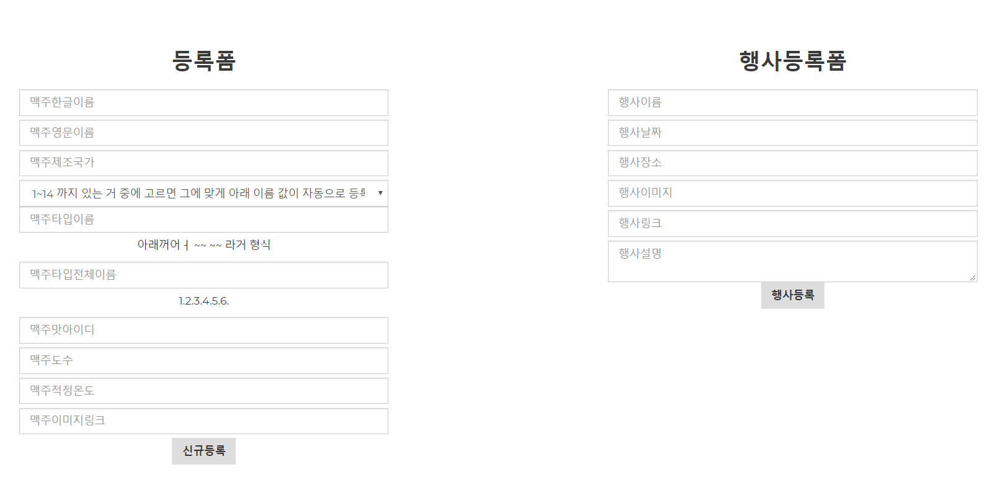 등록폼
맥주한글이름
맥주영문이름
맥주제조국가
1~14 까지 있는 거 중에 고르면 그에 맞게 아래 이름 값이 자동으로
맥주타입이름
아래꺼어ㅓ ~~ ~~ 라거 형식
맥주타입전체이름
1.2.3.4.5.6.
맥주맛아이디
맥주도수
맥주적정온도
맥주이미지링크
신규등록
행사등록폼
행사이름
행사날짜
행사장소
행사이미지
행사링크
행사설명
행사등록